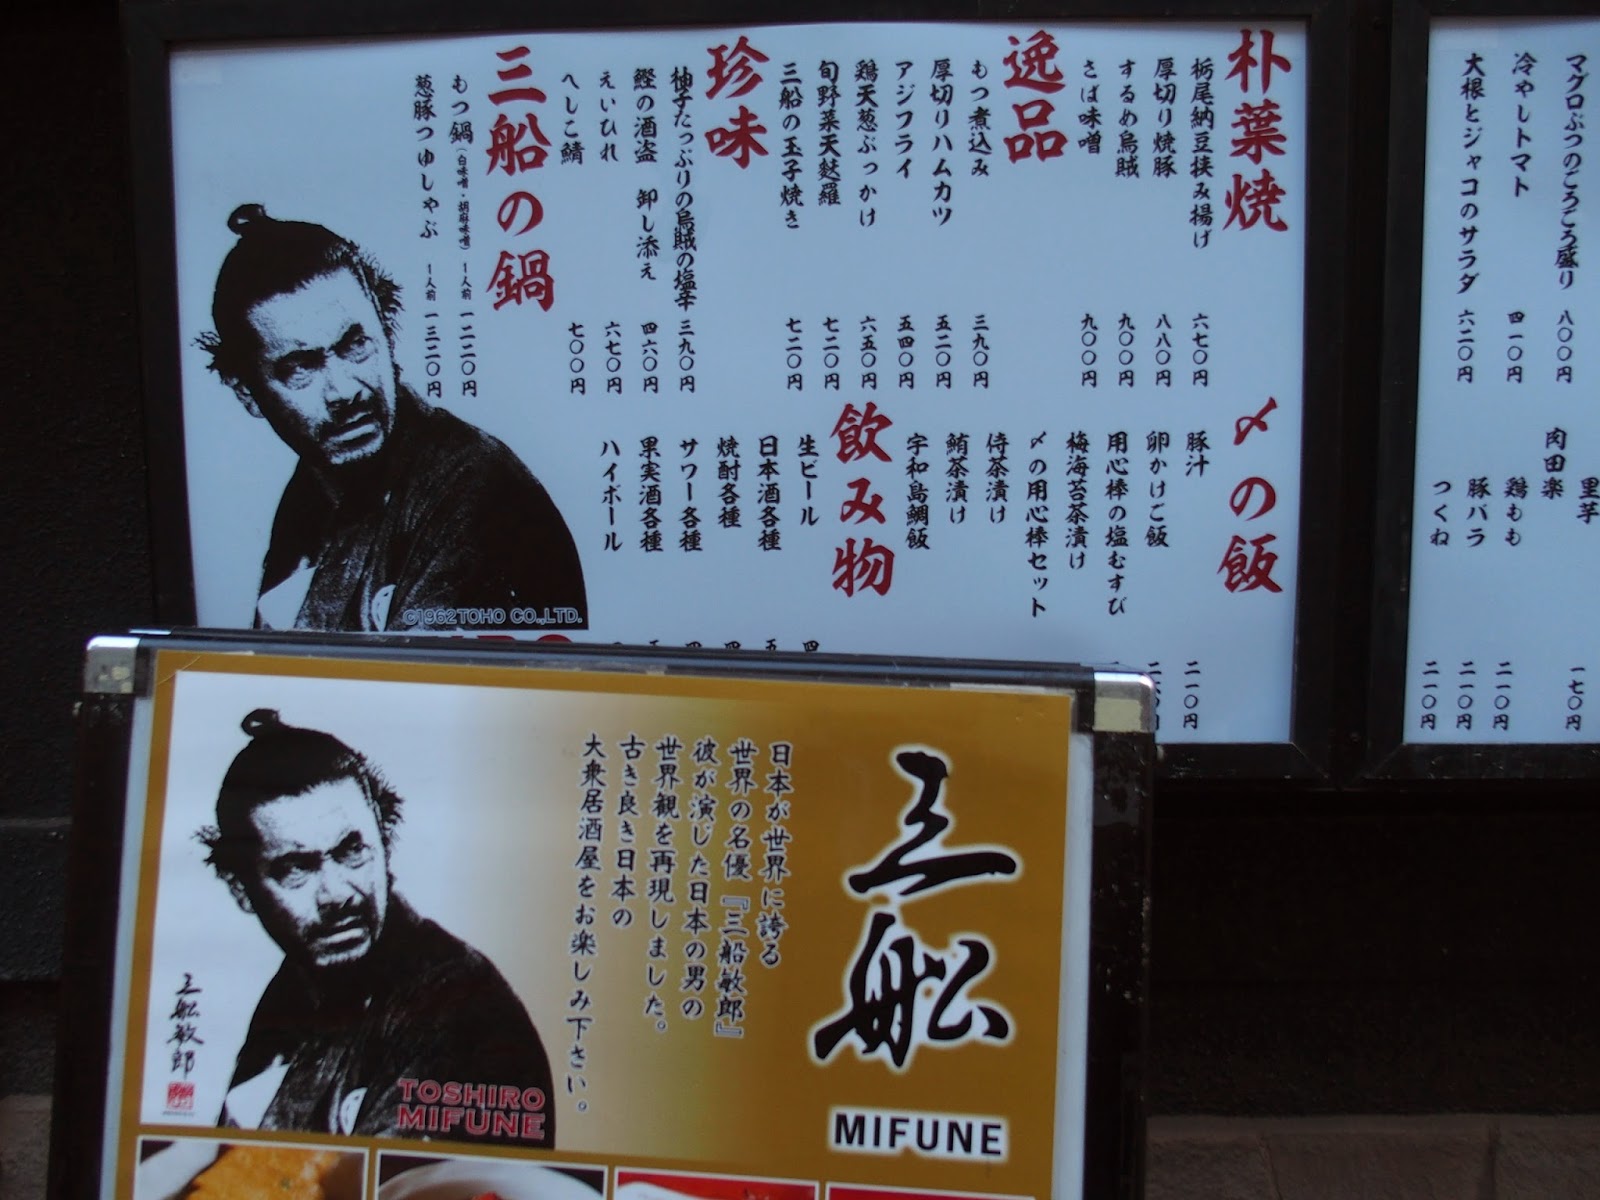 マグロぶつのごろごろ盛り 八〇〇円
冷やしトマト 四一〇円
大根とジャコのサラダ 六二〇円
里芋 一七〇円
肉田楽
鶏もも 二一〇円
豚バラ 二一〇円
つくね 二一〇円
朴葉焼
栃尾納豆挟み揚げ 六七〇円
厚切り焼豚 八八〇円
するめ烏賊 九〇〇円
さば味噌 九〇〇円
逸品
もつ煮込み 三九〇円
厚切りハムカツ 五二〇円
アジフライ 五四〇円
鶏天葱ぶっかけ 六五〇円
旬野菜天麩羅 七二〇円
三船の玉子焼き 七二〇円
珍味
柚子たっぷりの烏賊の塩辛 三九〇円
鰹の酒盗 卸し添え 四六〇円
えいひれ 六七〇円
へしこ鯖 七〇〇円
三船の鍋
もつ鍋(白味噌・胡麻味噌) 一人前 一二二〇円
葱豚つゆしゃぶ 一人前 一三二〇円
〆の飯
豚汁 二一〇円
卵かけご飯
用心棒の塩むすび
梅海苔茶漬け
〆の用心棒セット
侍茶漬け
鮪茶漬け
宇和島鯛飯
飲み物
生ビール
日本酒各種
焼酎各種
サワー各種
果実酒各種
ハイボール
©1962 TOHO CO.,LTD.
三船
MIFUNE
日本が世界に誇る
世界の名優『三船敏郎』
彼が演じた日本の男の
世界観を再現しました。
古き良き日本の
大衆居酒屋をお楽しみ下さい。
三船敏郎
TOSHIRO
MIFUNE